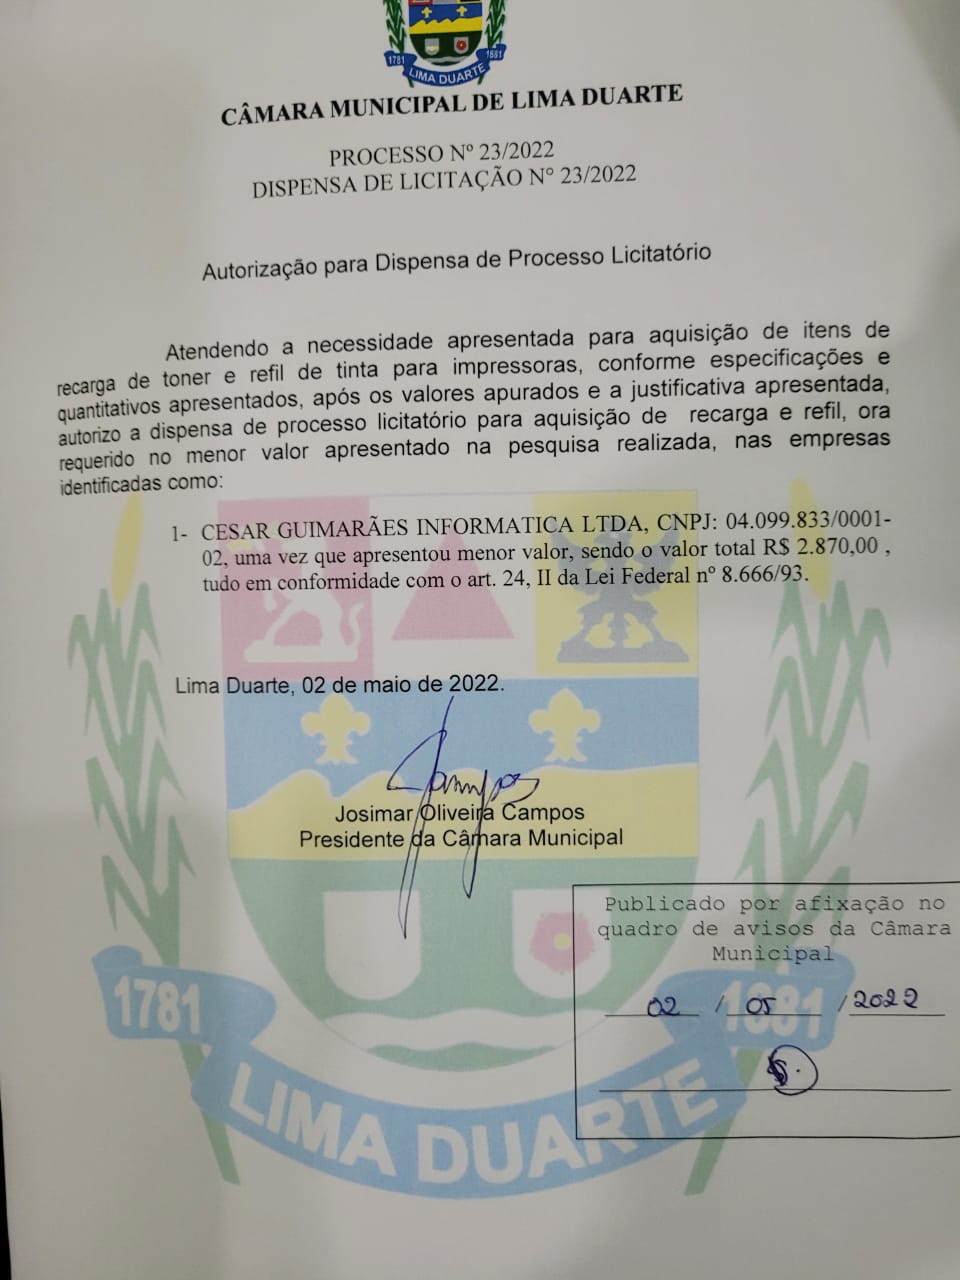 1781 LIMA DUARTE 1881
CÂMARA MUNICIPAL DE LIMA DUARTE
PROCESSO Nº 23/2022
DISPENSA DE LICITAÇÃO N° 23/2022
Autorização para Dispensa de Processo Licitatório
Atendendo a necessidade apresentada para aquisição de itens de
recarga de toner e refil de tinta para impressoras, conforme especificações e
quantitativos apresentados, após os valores apurados e a justificativa apresentada,
autorizo a dispensa de processo licitatório para aquisição de recarga e refil, ora
requerido no menor valor apresentado na pesquisa realizada, nas empresas
identificadas como:
1- CESAR GUIMARÃES INFORMATICA LTDA, CNPJ: 04.099.833/0001-
02, uma vez que apresentou menor valor, sendo o valor total R$ 2.870,00 ,
tudo em conformidade com o art. 24, II da Lei Federal nº 8.666/93.
Lima Duarte, 02 de maio de 2022.
Campos
Josimar Oliveira Campos
Presidente da Câmara Municipal
Publicado por afixação no
quadro de avisos da Câmara
Municipal
02 / 05 / 2022
1781 1881
LIMA DUARTE